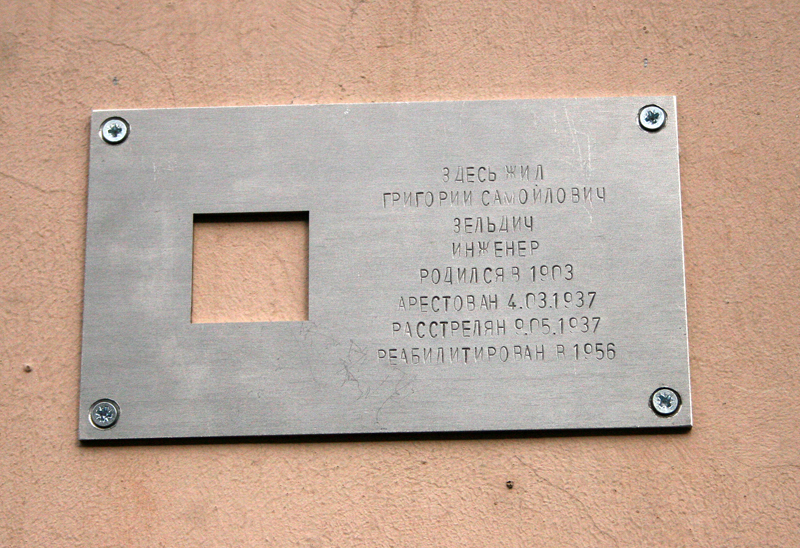 ЗДЕСЬ ЖИЛ
ГРИГОРИЙ САМОЙЛОВИЧ
ЗЕЛЬДИЧ
ИНЖЕНЕР
РОДИЛСЯ В 1903
АРЕСТОВАН 4.03.1937
РАССТРЕЛЯН 9.05.1937
РЕАБИЛИТИРОВАН В 1956